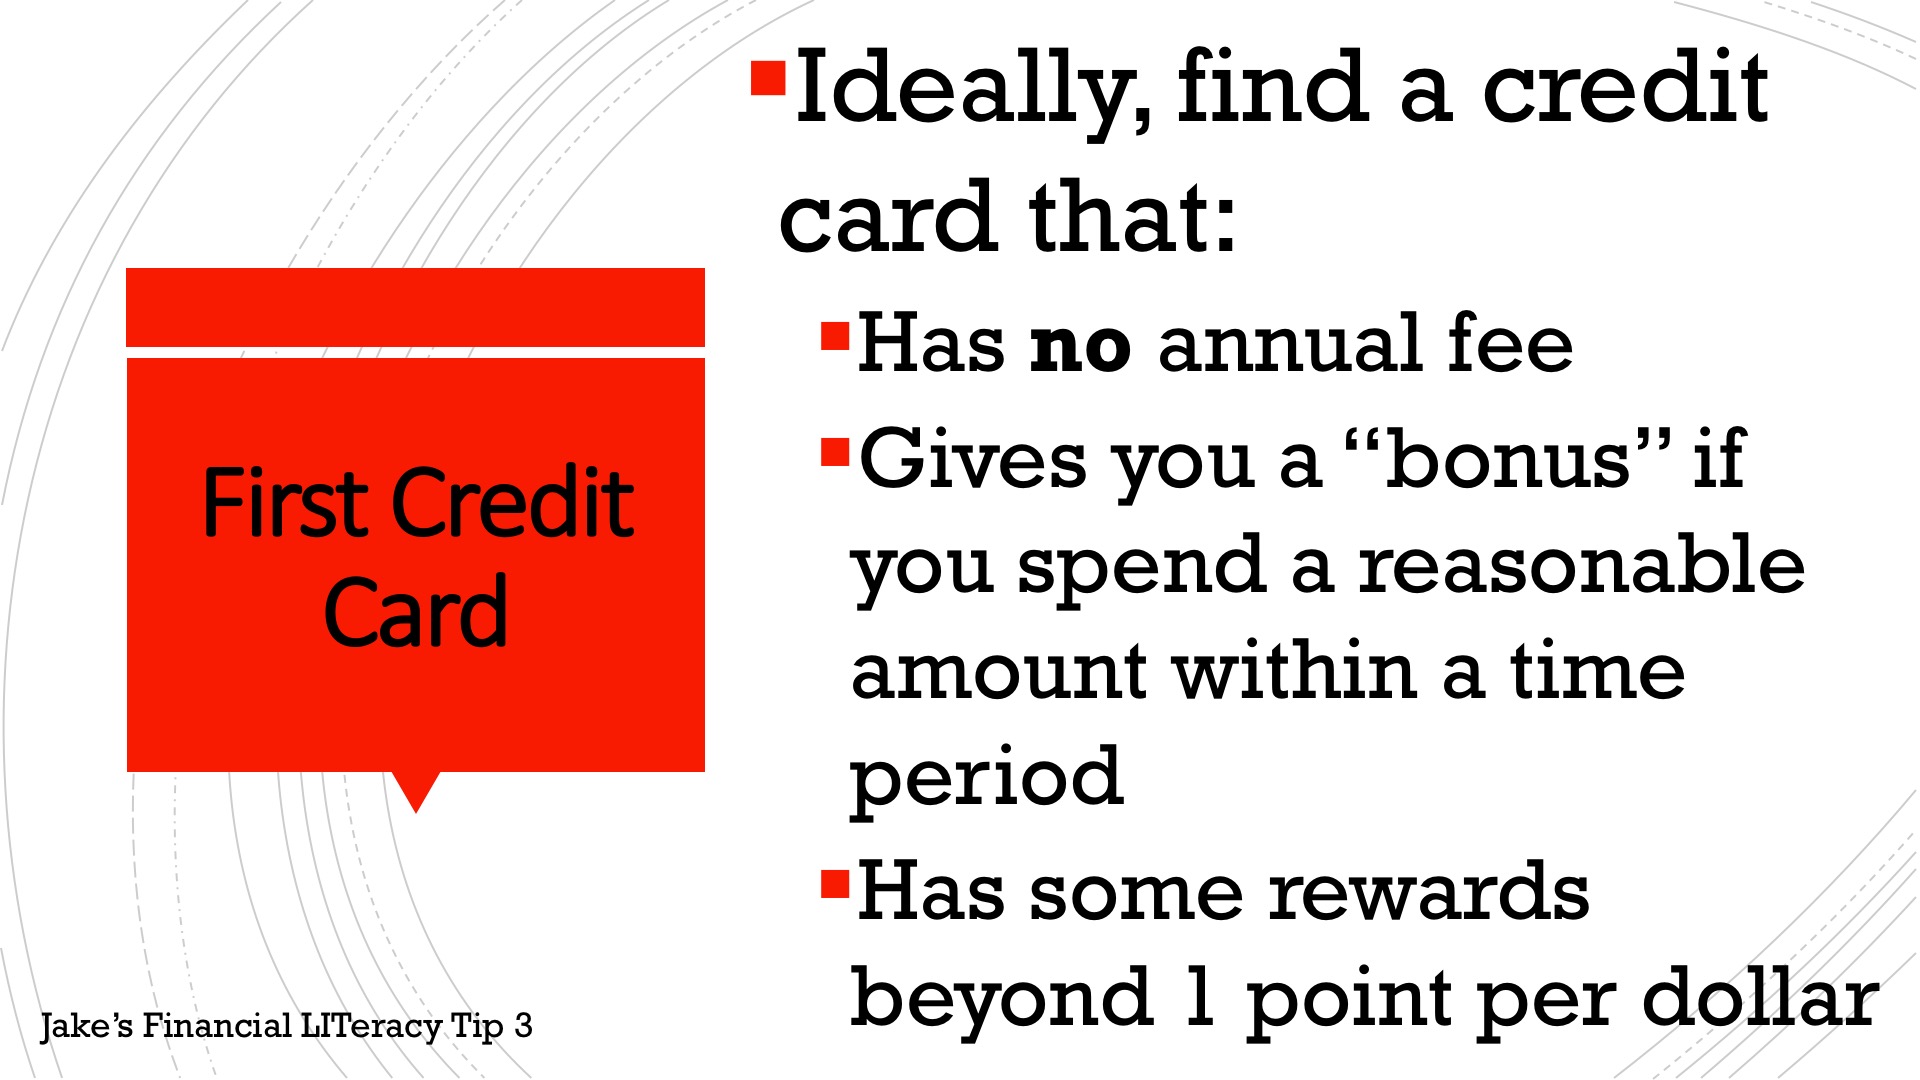 First Credit
Card
Ideally, find a credit
card that:
Has no annual fee
Gives you a “bonus” if
you spend a reasonable
amount within a time
period
Has some rewards
beyond 1 point per dollar
Jake’s Financial LITeracy Tip 3